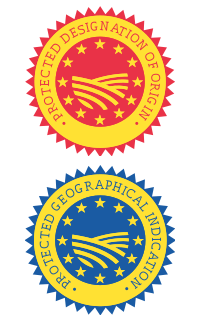 PROTECTED DESIGNATION OF ORIGIN
PROTECTED GEOGRAPHICAL INDICATION